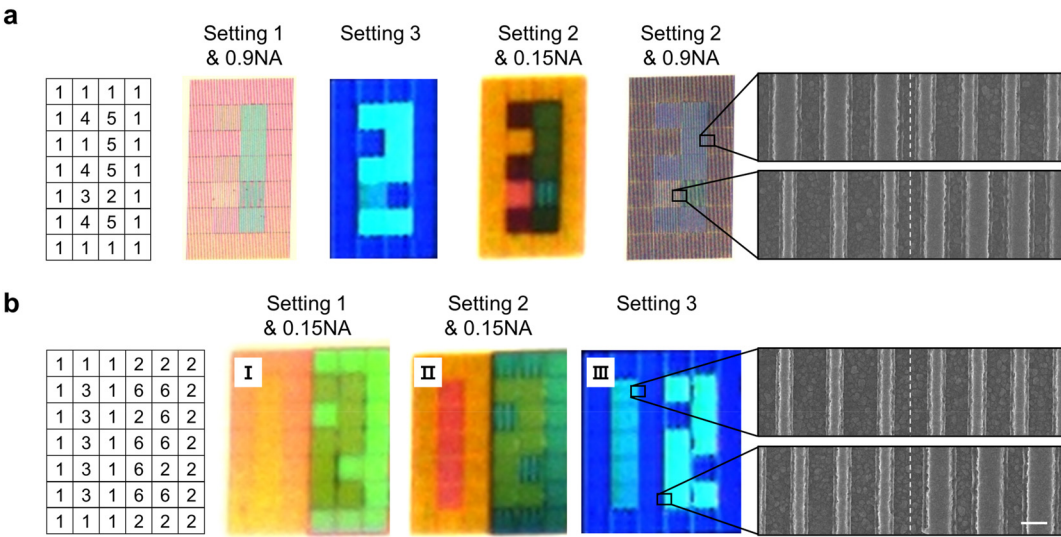 a
Setting 1
& 0.9NA
Setting 3
Setting 2
& 0.15NA
Setting 2
& 0.9NA
1 1 1 1
1 4 5 1
1 1 5 1
1 4 5 1
1 3 2 1
1 4 5 1
1 1 1 1
b
Setting 1
& 0.15NA
Setting 2
& 0.15NA
Setting 3
1 1 1 2 2 2
1 3 1 6 6 2
1 3 1 2 6 2
1 3 1 6 6 2
1 3 1 6 2 2
1 3 1 6 6 2
1 1 1 2 2 2
I
II
III